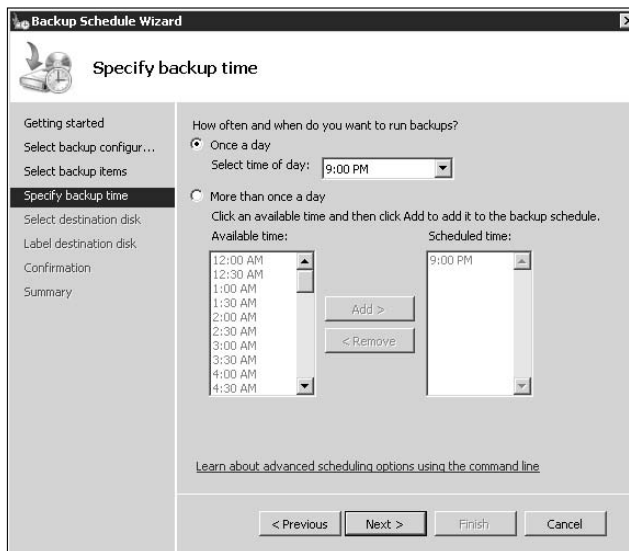 Backup Schedule Wizard
Specify backup time
Getting started
Select backup configur...
Select backup items
Specify backup time
Select destination disk
Label destination disk
Confirmation
Summary
How often and when do you want to run backups?
Once a day
Select time of day: 9:00 PM
More than once a day
Click an available time and then click Add to add it to the backup schedule.
Available time: Scheduled time:
12:00 AM
12:30 AM
1:00 AM
1:30 AM
2:00 AM
2:30 AM
3:00 AM
3:30 AM
4:00 AM
4:30 AM
Add >
< Remove
9:00 PM
Learn about advanced scheduling options using the command line
< Previous Next > Finish Cancel